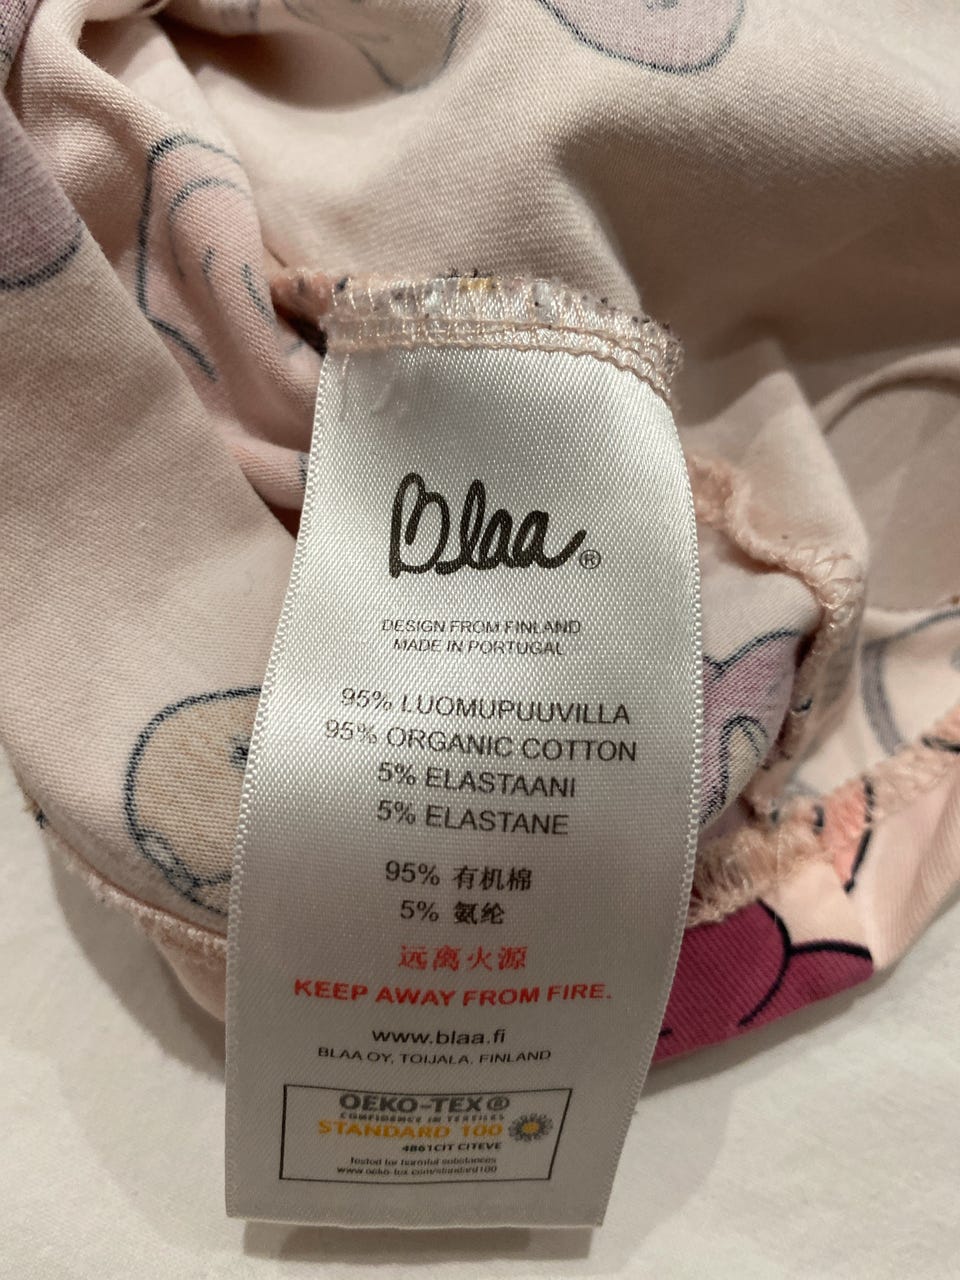 Blaa®
DESIGN FROM FINLAND
MADE IN PORTUGAL
95% LUOMUPUUVILLA
95% ORGANIC COTTON
5% ELASTAANI
5% ELASTANE
95% 有机棉
5% 氨纶
远离火源
KEEP AWAY FROM FIRE.
www.blaa.fi
BLAA OY, TOIJALA, FINLAND
OEKO-TEX®
CONFIDENCE IN TEXTILES
STANDARD 100
4861CIT CITEVE
Tested for harmful substances
www.oeko-tex.com/standard100